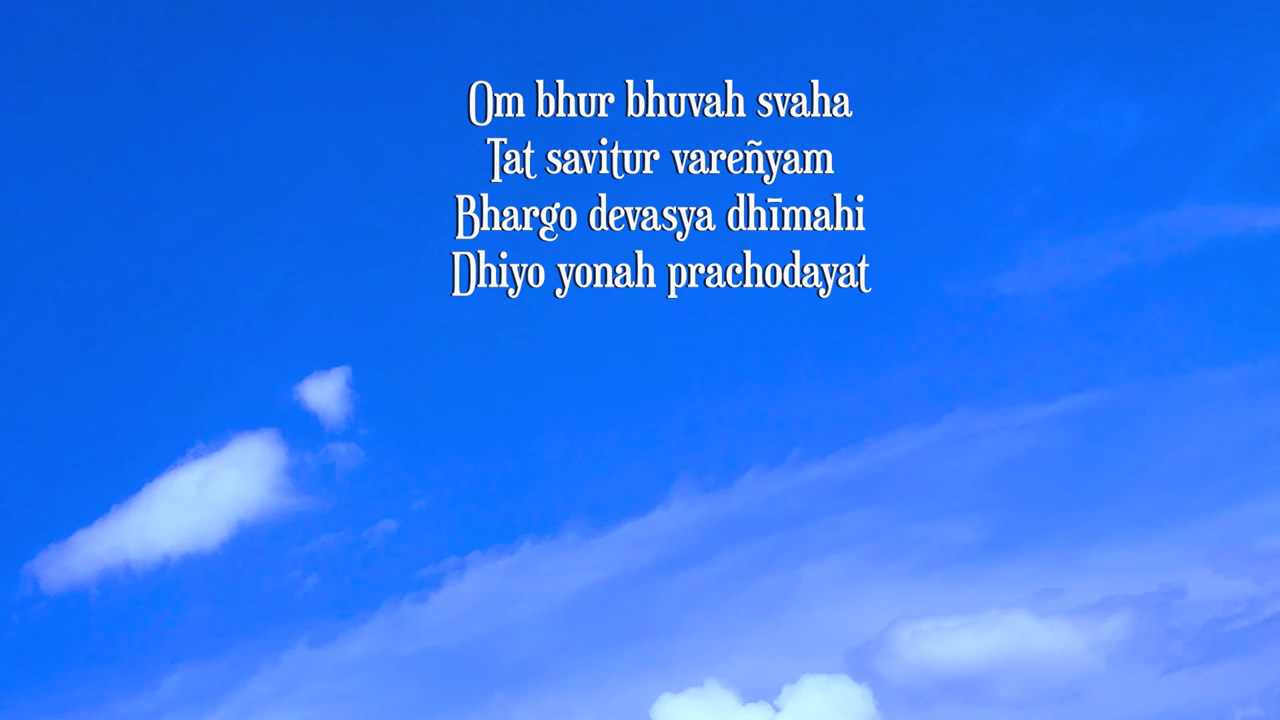 Om bhur bhuvah svaha
Tat savitur vareñyam
Bhargo devasya dhīmahi
Dhiyo yonah prachodayat